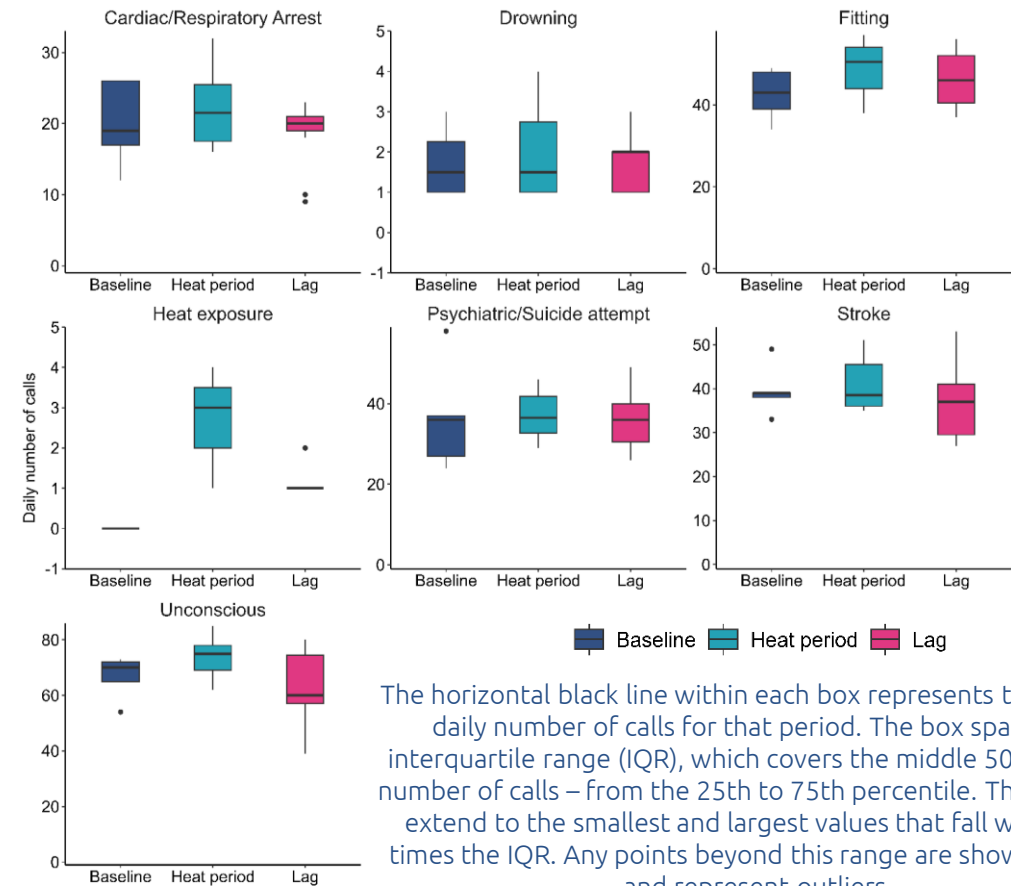 Cardiac/Respiratory Arrest
30
20
10
0
Baseline Heat period Lag
Drowning
5
4
3
2
1
0
-1
Baseline Heat period Lag
Fitting
40
20
0
Baseline Heat period Lag
Daily number of calls
Heat exposure
5
4
3
2
1
0
-1
Baseline Heat period Lag
Psychiatric/Suicide attempt
40
20
0
Baseline Heat period Lag
Stroke
50
40
30
20
10
0
Baseline Heat period Lag
Unconscious
80
60
40
20
0
Baseline Heat period Lag
Baseline Heat period Lag
The horizontal black line within each box represents
daily number of calls for that period. The box
interquartile range (IQR), which covers the middle 50
number of calls – from the 25th to 75th percentile.
extend to the smallest and largest values that fall
times the IQR. Any points beyond this range are
and represent outliers